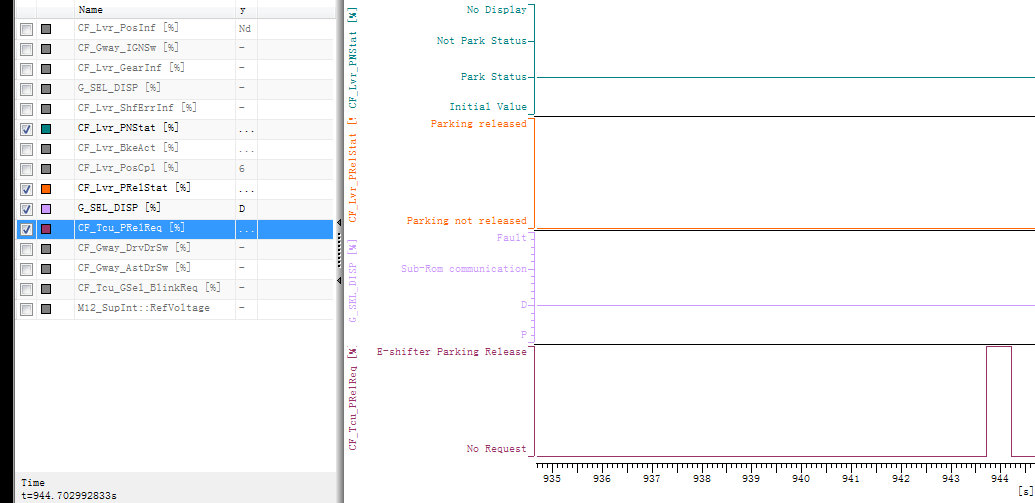 Name y
CF_Lvr_PosInf [%] Nd
CF_Gway_IGNSw [%] -
CF_Lvr_GearInf [%] -
G_SEL_DISP [%] -
CF_Lvr_ShfErrInf [%] -
CF_Lvr_PNStat [%] ...
CF_Lvr_BkeAct [%] ...
CF_Lvr_PosCpl [%] 6
CF_Lvr_PRelStat [%] ...
G_SEL_DISP [%] D
CF_Tcu_PRelReq [%] ...
CF_Gway_DrvDrSw [%] -
CF_Gway_AstDrSw [%] -
CF_Tcu_GSel_BlinkReq [%] -
Mi2_SupInt::RefVoltage -
Time
t=944.702992833s
CF_Lvr_PNStat [%]
No Display
Not Park Status
Park Status
Initial Value
CF_Lvr_PRelStat
Parking released
Parking not released
G_SEL_DISP [%]
Fault
Sub-Rom communication
D
P
CF_Tcu_PRelReq [%]
E-shifter Parking Release
No Request
935 936 937 938 939 940 941 942 943 944
[s]